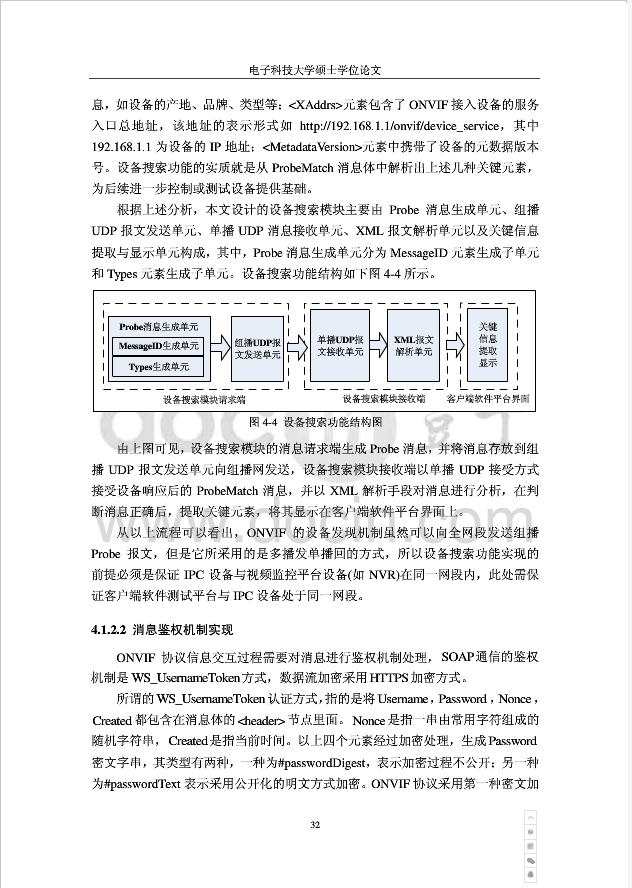 电子科技大学硕士学位论文
息，如设备的产地、品牌、类型等；<XAddrs>元素包含了 ONVIF 接入设备的服务
入口总地址，该地址的表示形式如 http://192.168.1.1/onvif/device_service，其中
192.168.1.1 为设备的 IP 地址；<MetadataVersion>元素中携带了设备的元数据版本
号。设备搜索功能的实质就是从 ProbeMatch 消息体中解析出上述几种关键元素，
为后续进一步控制或测试设备提供基础。
根据上述分析，本文设计的设备搜索模块主要由 Probe 消息生成单元、组播
UDP 报文发送单元、单播 UDP 消息接收单元、XML 报文解析单元以及关键信息
提取与显示单元构成，其中，Probe 消息生成单元分为 MessageID 元素生成子单元
和 Types 元素生成子单元。设备搜索功能结构如下图 4-4 所示。
Probe消息生成单元
MessageID生成单元
Types生成单元
组播UDP报
文发送单元
单播UDP报
文接收单元
XML报文
解析单元
关键
信息
提取
显示
设备搜索模块请求端
设备搜索模块接收端
客户端软件平台界面
图 4-4 设备搜索功能结构图
由上图可见，设备搜索模块的消息请求端生成 Probe 消息，并将消息存放到组
播 UDP 报文发送单元向组播网发送，设备搜索模块接收端以单播 UDP 接受方式
接受设备响应后的 ProbeMatch 消息，并以 XML 解析手段对消息进行分析，在判
断消息正确后，提取关键元素，将其显示在客户端软件平台界面上。
从以上流程可以看出，ONVIF 的设备发现机制虽然可以向全网段发送组播
Probe 报文，但是它所采用的是多播发单播回的方式，所以设备搜索功能实现的
前提必须是保证 IPC 设备与视频监控平台设备(如 NVR)在同一网段内，此处需保
证客户端软件测试平台与 IPC 设备处于同一网段。
4.1.2.2 消息鉴权机制实现
ONVIF 协议信息交互过程需要对消息进行鉴权机制处理，SOAP通信的鉴权
机制是 WS_UsernameToken方式，数据流加密采用 HTTPS 加密方式。
所谓的 WS_UsernameToken 认证方式，指的是将 Username，Password，Nonce，
Created 都包含在消息体的<header>节点里面。Nonce 是指一串由常用字符组成的
随机字符串，Created 是指当前时间。以上四个元素经过加密处理，生成 Password
密文字串，其类型有两种，一种为#passwordDigest，表示加密过程不公开；另一种
为#passwordText 表示采用公开化的明文方式加密。ONVIF 协议采用第一种密文加
32
docin 豆丁
www.docin.com